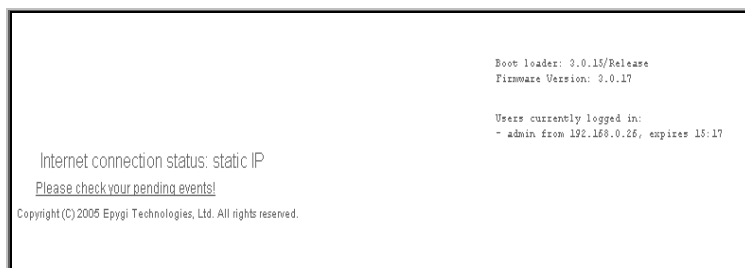 Boot loader: 3.0.15/Release
Firmware Version: 3.0.17
Users currently logged in:
- admin from 192.168.0.26, expires 15:17
Internet connection status: static IP
Please check your pending events!
Copyright (C) 2005 Epygi Technologies, Ltd. All rights reserved.